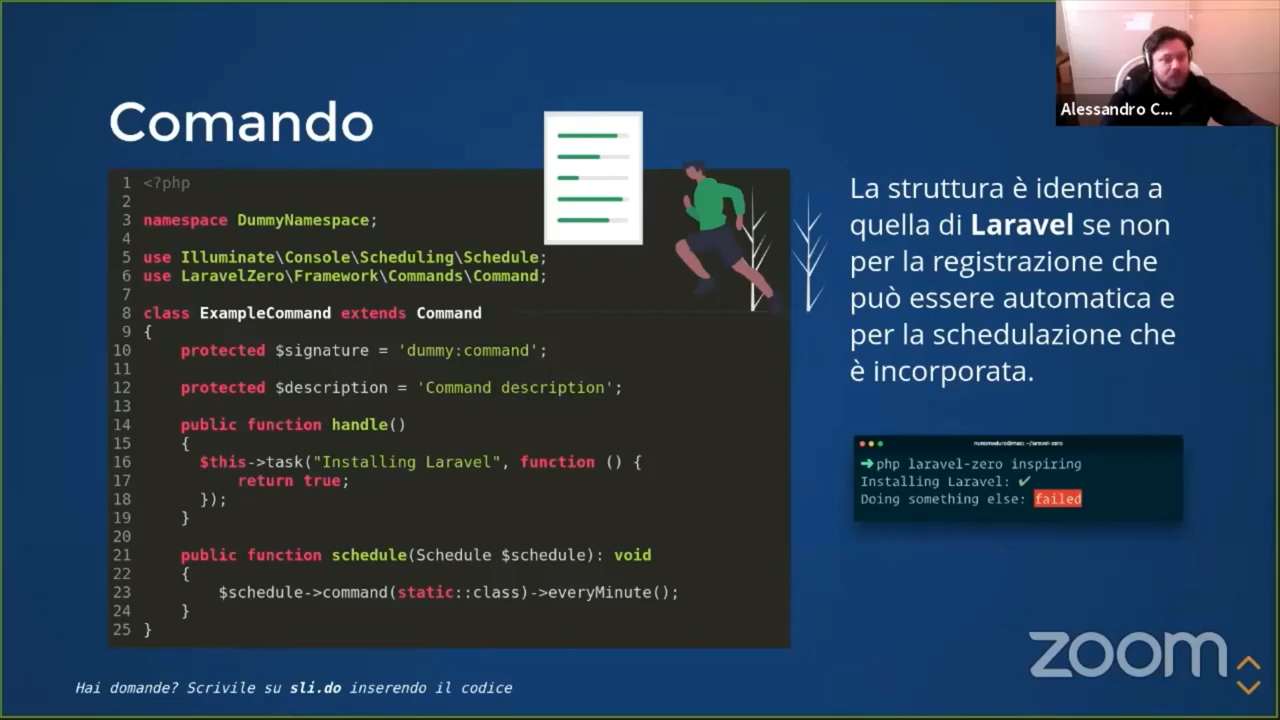 Alessandro C...
Comando
1 <?php
2
3 namespace DummyNamespace;
4
5 use Illuminate\Console\Scheduling\Schedule;
6 use LaravelZero\Framework\Commands\Command;
7
8 class ExampleCommand extends Command
9 {
10     protected $signature = 'dummy:command';
11
12     protected $description = 'Command description';
13
14     public function handle()
15     {
16       $this->task("Installing Laravel", function () {
17           return true;
18       });
19     }
20
21     public function schedule(Schedule $schedule): void
22     {
23         $schedule->command(static::class)->everyMinute();
24     }
25 }
La struttura è identica a
quella di Laravel se non
per la registrazione che
può essere automatica e
per la schedulazione che
è incorporata.
nunomaduro@mac: ~/laravel-zero
➜ php laravel-zero inspiring
Installing Laravel: ✔
Doing something else: failed
zoom
Hai domande? Scrivile su sli.do inserendo il codice